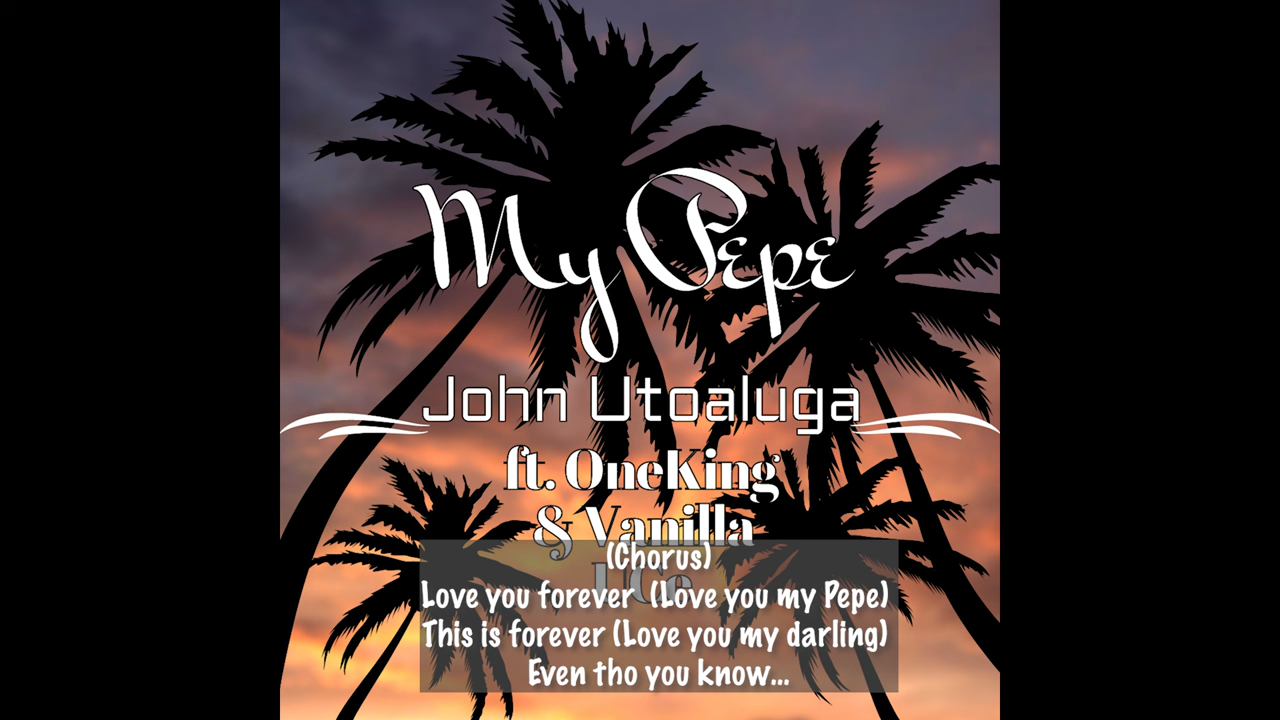 My Pepe
John Utoaluga
ft. OneKing
& Vanilla
(Chorus)
Love you forever (Love you my Pepe)
This is forever (Love you my darling)
Even tho you know...